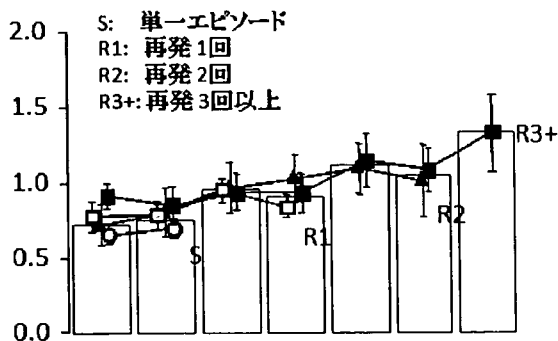 S: 単一エピソード
R1: 再発1回
R2: 再発2回
R3+: 再発3回以上
2.0
1.5
1.0
0.5
0.0
R3+
R2
R1
S